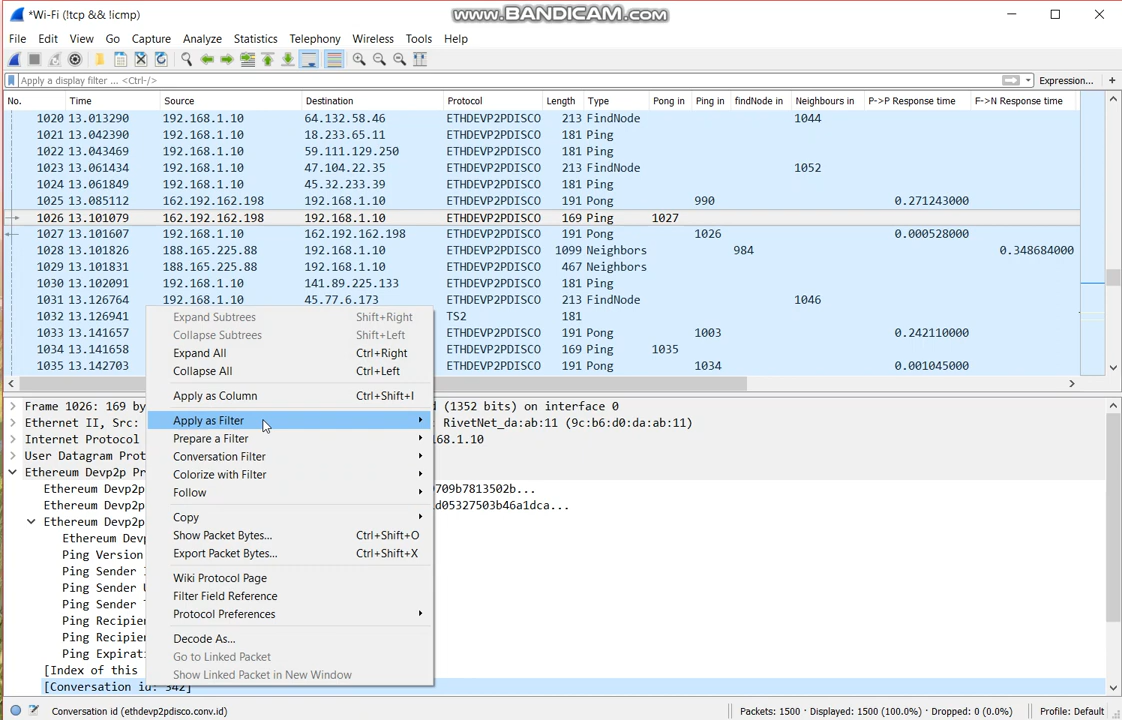 *Wi-Fi (!tcp && !icmp)
www.BANDICAM.com
File Edit View Go Capture Analyze Statistics Telephony Wireless Tools Help
Apply a display filter ... <Ctrl-/> Expression... +
No. Time Source Destination Protocol Length Type Pong in Ping in findNode in Neighbours in P->P Response time F->N Response time
1020 13.013290 192.168.1.10 64.132.58.46 ETHDEVP2PDISCO 213 FindNode 1044
1021 13.042390 192.168.1.10 18.233.65.11 ETHDEVP2PDISCO 181 Ping
1022 13.043469 192.168.1.10 59.111.129.250 ETHDEVP2PDISCO 181 Ping
1023 13.061434 192.168.1.10 47.104.22.35 ETHDEVP2PDISCO 213 FindNode 1052
1024 13.061849 192.168.1.10 45.32.233.39 ETHDEVP2PDISCO 181 Ping
1025 13.085112 162.192.162.198 192.168.1.10 ETHDEVP2PDISCO 191 Pong 990 0.271243000
1026 13.101079 162.192.162.198 192.168.1.10 ETHDEVP2PDISCO 169 Ping 1027
1027 13.101607 192.168.1.10 162.192.162.198 ETHDEVP2PDISCO 191 Pong 1026 0.000528000
1028 13.101826 188.165.225.88 192.168.1.10 ETHDEVP2PDISCO 1099 Neighbors 984 0.348684000
1029 13.101831 188.165.225.88 192.168.1.10 ETHDEVP2PDISCO 467 Neighbors
1030 13.102091 192.168.1.10 141.89.225.133 ETHDEVP2PDISCO 181 Ping
1031 13.126764 192.168.1.10 45.77.6.173 ETHDEVP2PDISCO 213 FindNode 1046
1032 13.126941 TS2 181
1033 13.141657 ETHDEVP2PDISCO 191 Pong 1003 0.242110000
1034 13.141658 ETHDEVP2PDISCO 169 Ping 1035
1035 13.142703 ETHDEVP2PDISCO 191 Pong 1034 0.001045000
Expand Subtrees Shift+Right
Collapse Subtrees Shift+Left
Expand All Ctrl+Right
Collapse All Ctrl+Left
Apply as Column Ctrl+Shift+I
Apply as Filter
Prepare a Filter
Conversation Filter
Colorize with Filter
Follow
Copy
Show Packet Bytes... Ctrl+Shift+O
Export Packet Bytes... Ctrl+Shift+X
Wiki Protocol Page
Filter Field Reference
Protocol Preferences
Decode As...
Go to Linked Packet
Show Linked Packet in New Window
Frame 1026: 169 by d (1352 bits) on interface 0
Ethernet II, Src: RivetNet_da:ab:11 (9c:b6:d0:da:ab:11)
Internet Protocol 68.1.10
User Datagram Prot
Ethereum Devp2p Pr
Ethereum Devp2p 709b7813502b...
Ethereum Devp2p d05327503b46a1dca...
Ethereum Devp2p
Ethereum Dev
Ping Version
Ping Sender I
Ping Sender U
Ping Sender T
Ping Recipie
Ping Recipie
Ping Expirat
[Index of this
[Conversation id: 342]
Conversation id (ethdevp2pdisco.conv.id) Packets: 1500 · Displayed: 1500 (100.0%) · Dropped: 0 (0.0%) Profile: Default